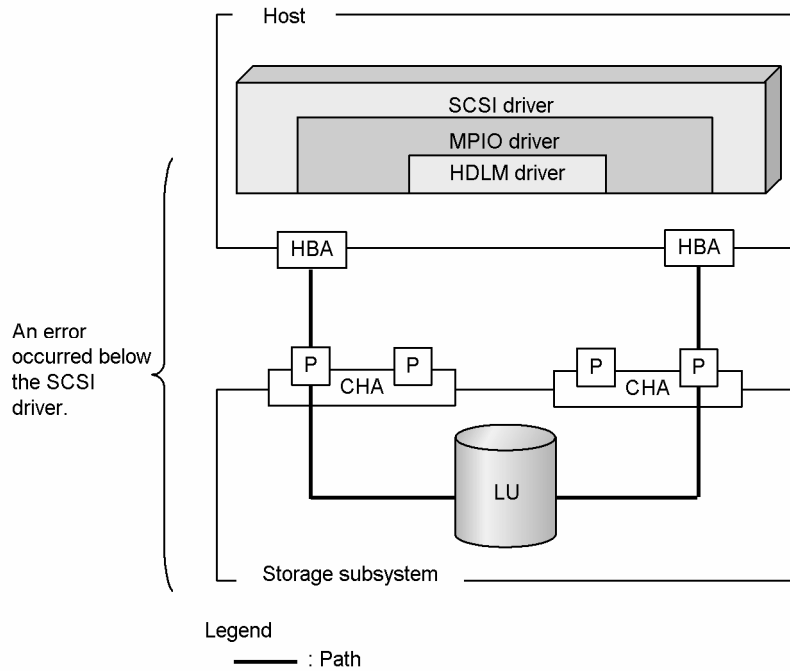 Host
SCSI driver
MPIO driver
HDLM driver
HBA
HBA
An error
occurred below
the SCSI
driver.
P
P
CHA
P
P
CHA
LU
Storage subsystem
Legend
: Path